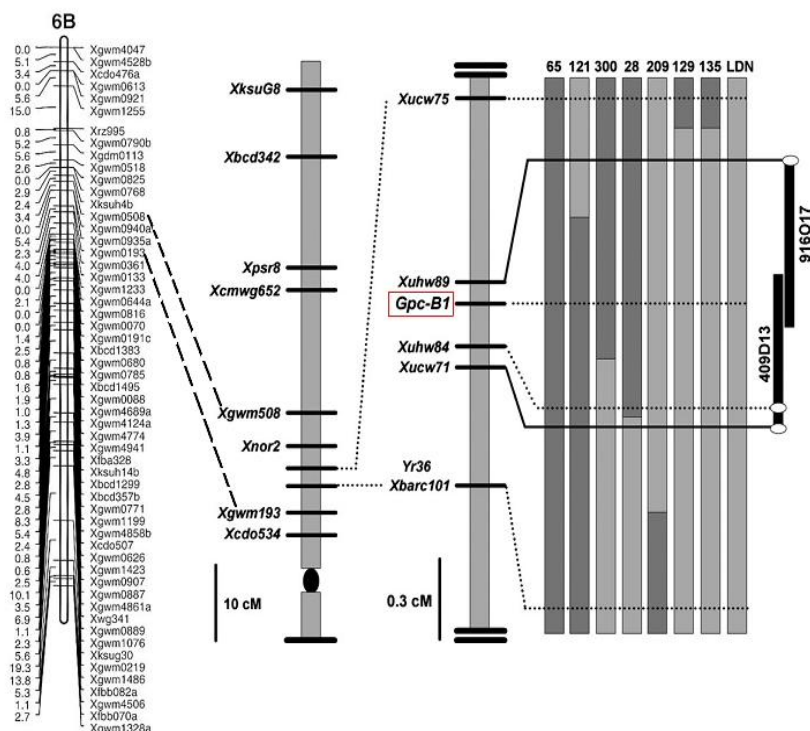 6B
0.0 Xgwm4047
5.1 Xgwm4528b
3.4 Xcdo476a
0.0 Xgwm0613
5.6 Xgwm0921
15.0 Xgwm1255
0.8 Xrz995
5.2 Xgwm0790b
5.6 Xgdm0113
2.6 Xgwm0518
0.0 Xgwm0825
2.9 Xgwm0768
2.4 Xksuh4b
3.4 Xgwm0508
0.0 Xgwm0940a
5.4 Xgwm0935a
2.3 Xgwm0193
4.0 Xgwm0361
4.0 Xgwm0133
0.0 Xgwm1233
2.1 Xgwm0644a
0.0 Xgwm0816
0.0 Xgwm0070
1.4 Xgwm0191c
2.5 Xbcd1383
0.8 Xgwm0680
0.8 Xgwm0785
1.6 Xbcd1495
1.9 Xgwm0088
1.0 Xgwm4689a
1.3 Xgwm4124a
3.9 Xgwm4774
1.1 Xgwm4941
3.3 Xfba328
4.8 Xksuh14b
2.8 Xbcd1299
4.5 Xbcd357b
2.8 Xgwm0771
8.3 Xgwm1199
5.4 Xgwm4858b
2.4 Xcdo507
0.8 Xgwm0626
0.6 Xgwm1423
2.5 Xgwm0907
10.1 Xgwm0887
3.5 Xgwm4861a
6.9 Xwg341
1.1 Xgwm0889
2.3 Xgwm1076
5.6 Xksug30
19.3 Xgwm0219
13.8 Xgwm1486
5.3 Xfbb082a
1.1 Xgwm4506
2.7 Xfbb070a
Xgwm1328a
XksuG8
Xbcd342
Xpsr8
Xcmwg652
Xgwm508
Xnor2
Xgwm193
Xcdo534
10 cM
Xucw75
Xuhw89
Gpc-B1
Xuhw84
Xucw71
Yr36
Xbarc101
0.3 cM
65 121 300 28 209 129 135 LDN
409D13
916O17